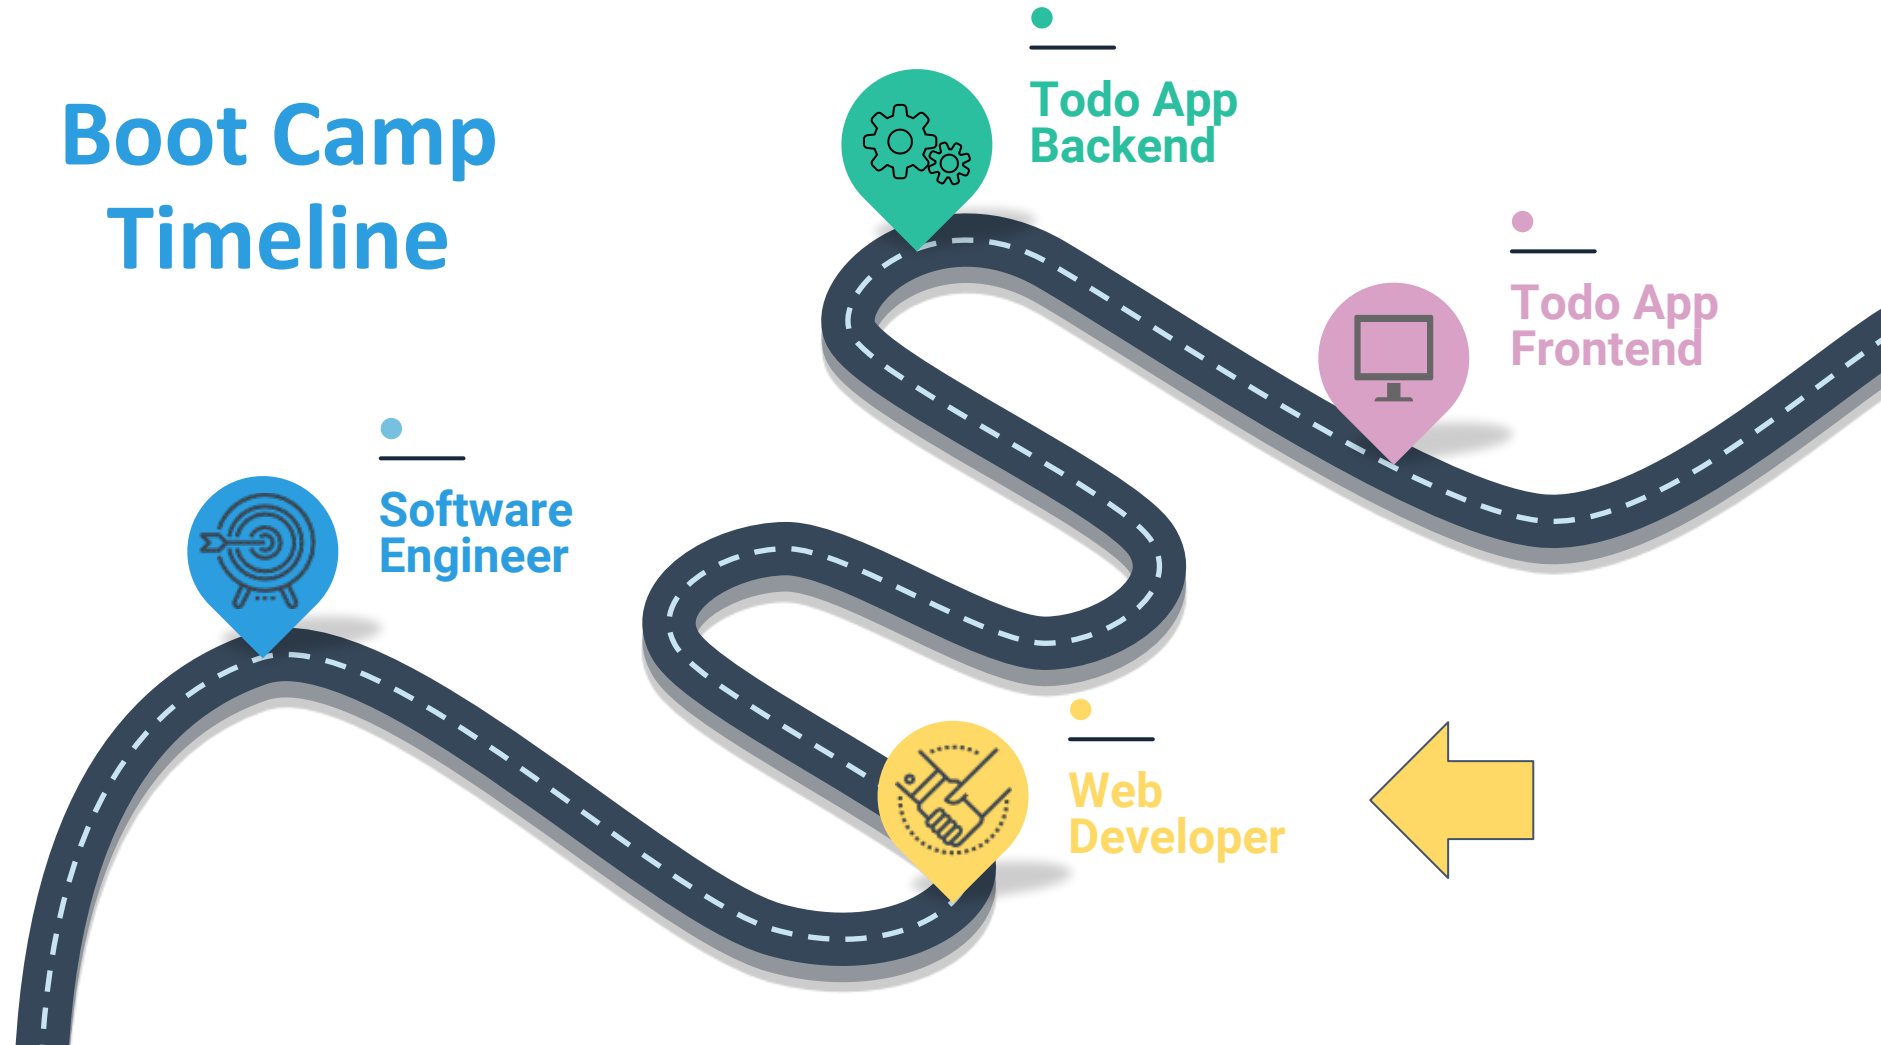 Boot Camp
Timeline
Todo App
Backend
Todo App
Frontend
Software
Engineer
Web
Developer